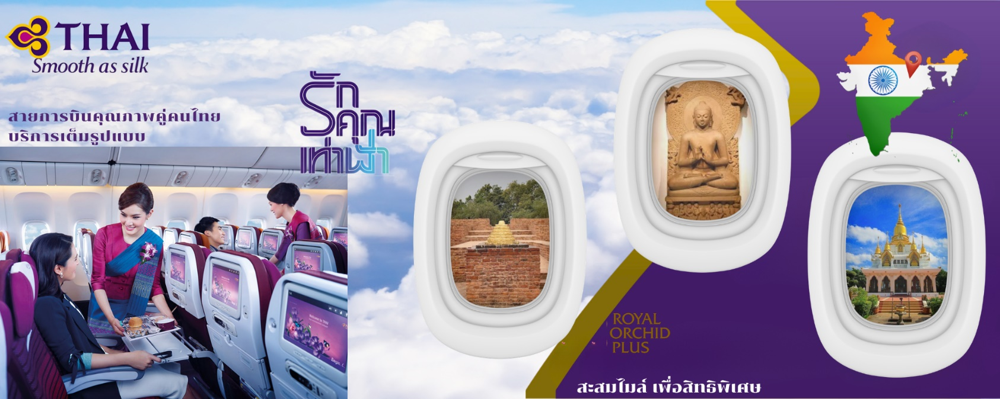 THAI
Smooth as silk
สายการบินคุณภาพคู่คนไทย
บริการเต็มรูปแบบ
รัก
คุณ
เท่าฟ้า
ROYAL
ORCHID
PLUS
สะสมไมล์ เพื่อสิทธิพิเศษ
Welcome to THAI